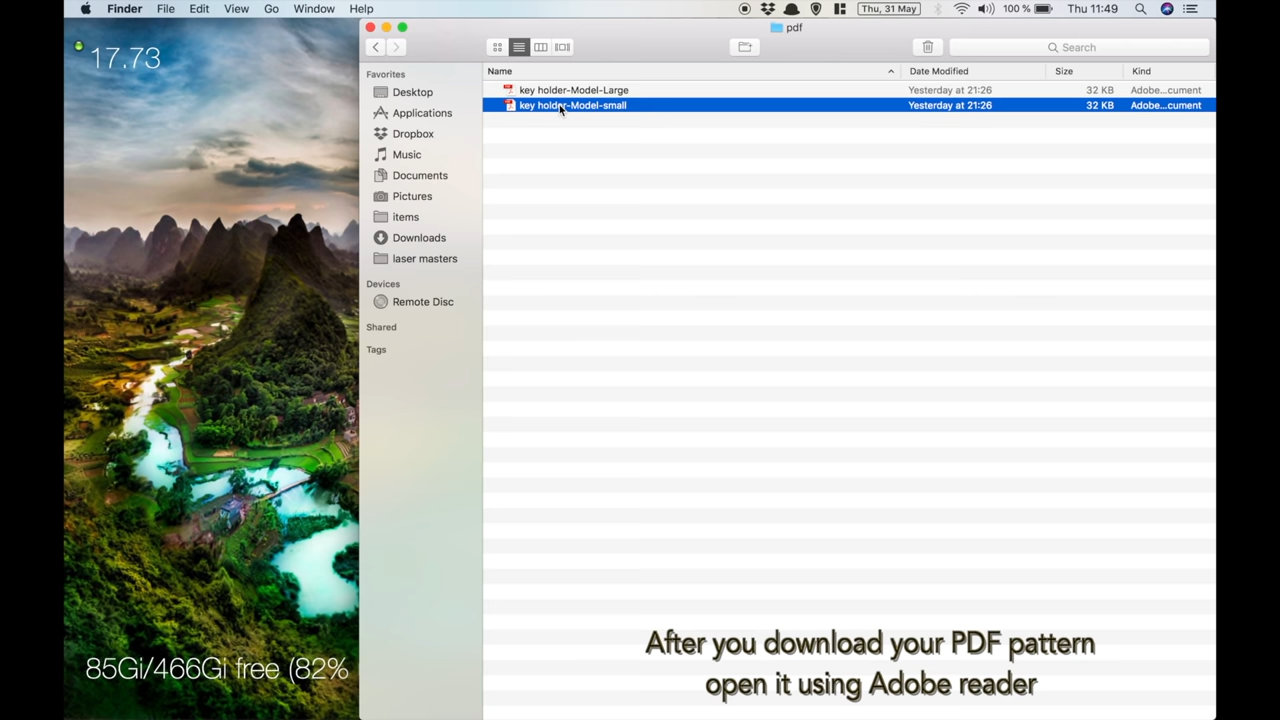 Finder File Edit View Go Window Help Thu, 31 May 100 % Thu 11:49
pdf
17.73
Search
Favorites
Desktop
Applications
Dropbox
Music
Documents
Pictures
items
Downloads
laser masters
Devices
Remote Disc
Shared
Tags
Name Date Modified Size Kind
key holder-Model-Large Yesterday at 21:26 32 KB Adobe...cument
key holder-Model-small Yesterday at 21:26 32 KB Adobe...cument
After you download your PDF pattern
open it using Adobe reader
85Gi/466Gi free (82%